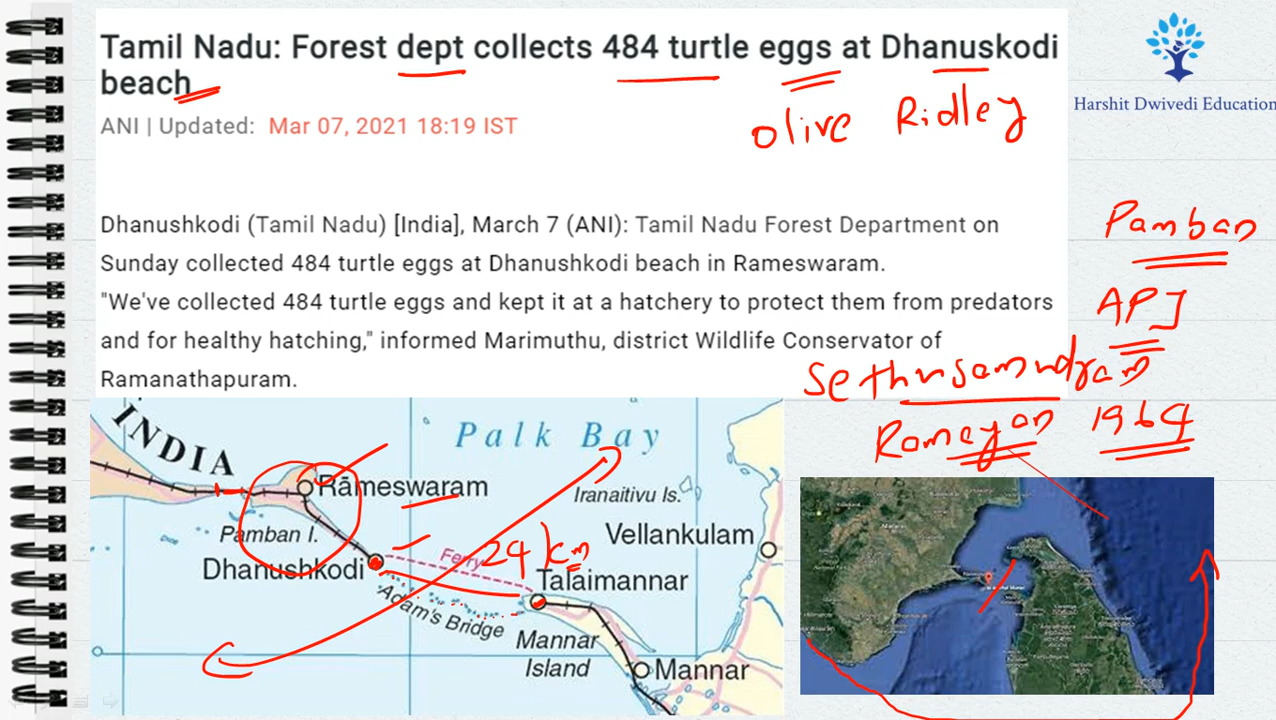 Tamil Nadu: Forest dept collects 484 turtle eggs at Dhanuskodi
beach
ANI | Updated: Mar 07, 2021 18:19 IST
Harshit Dwivedi Education
olive Ridley
Dhanushkodi (Tamil Nadu) [India], March 7 (ANI): Tamil Nadu Forest Department on
Sunday collected 484 turtle eggs at Dhanushkodi beach in Rameswaram.
"We've collected 484 turtle eggs and kept it at a hatchery to protect them from predators
and for healthy hatching," informed Marimuthu, district Wildlife Conservator of
Ramanathapuram.
Pamban
APJ
Sethusamudram
Ramayan 1964
INDIA
Palk Bay
Rāmeswaram
Iranaitivu Is.
Pamban I.
Vellankulam
Dhanushkodi
Ferry
24 km
Talaimannar
Adam's Bridge
Mannar
Island
Mannar